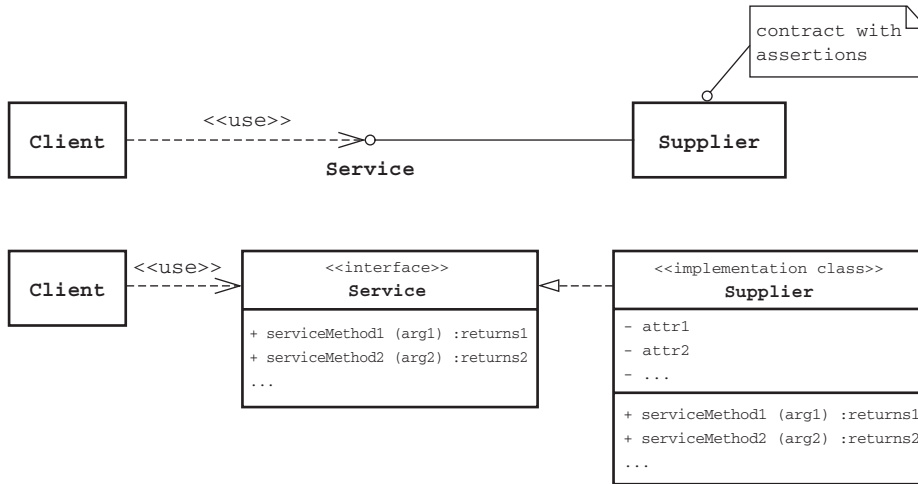 contract with
assertions
<<use>>
Client
Supplier
Service
Client
<<use>>
<<interface>>
Service
+ serviceMethod1 (arg1) :returns1
+ serviceMethod2 (arg2) :returns2
...
<<implementation class>>
Supplier
- attr1
- attr2
- ...
+ serviceMethod1 (arg1) :returns1
+ serviceMethod2 (arg2) :returns2
...